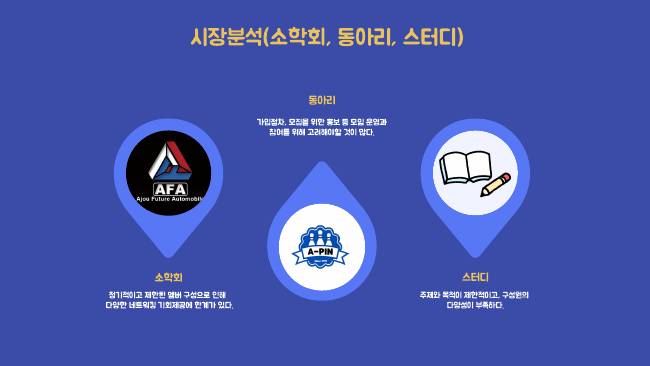 시장분석(소학회, 동아리, 스터디)
동아리
가입절차, 모집을 위한 홍보 등 모임 운영과
참여를 위해 고려해야할 것이 많다.
AFA
Ajou Future Automobile
A-PIN
소학회
정기적이고 제한된 멤버 구성으로 인해
다양한 네트워킹 기회제공에 한계가 있다.
스터디
주제와 목적이 제한적이고, 구성원의
다양성이 부족하다.